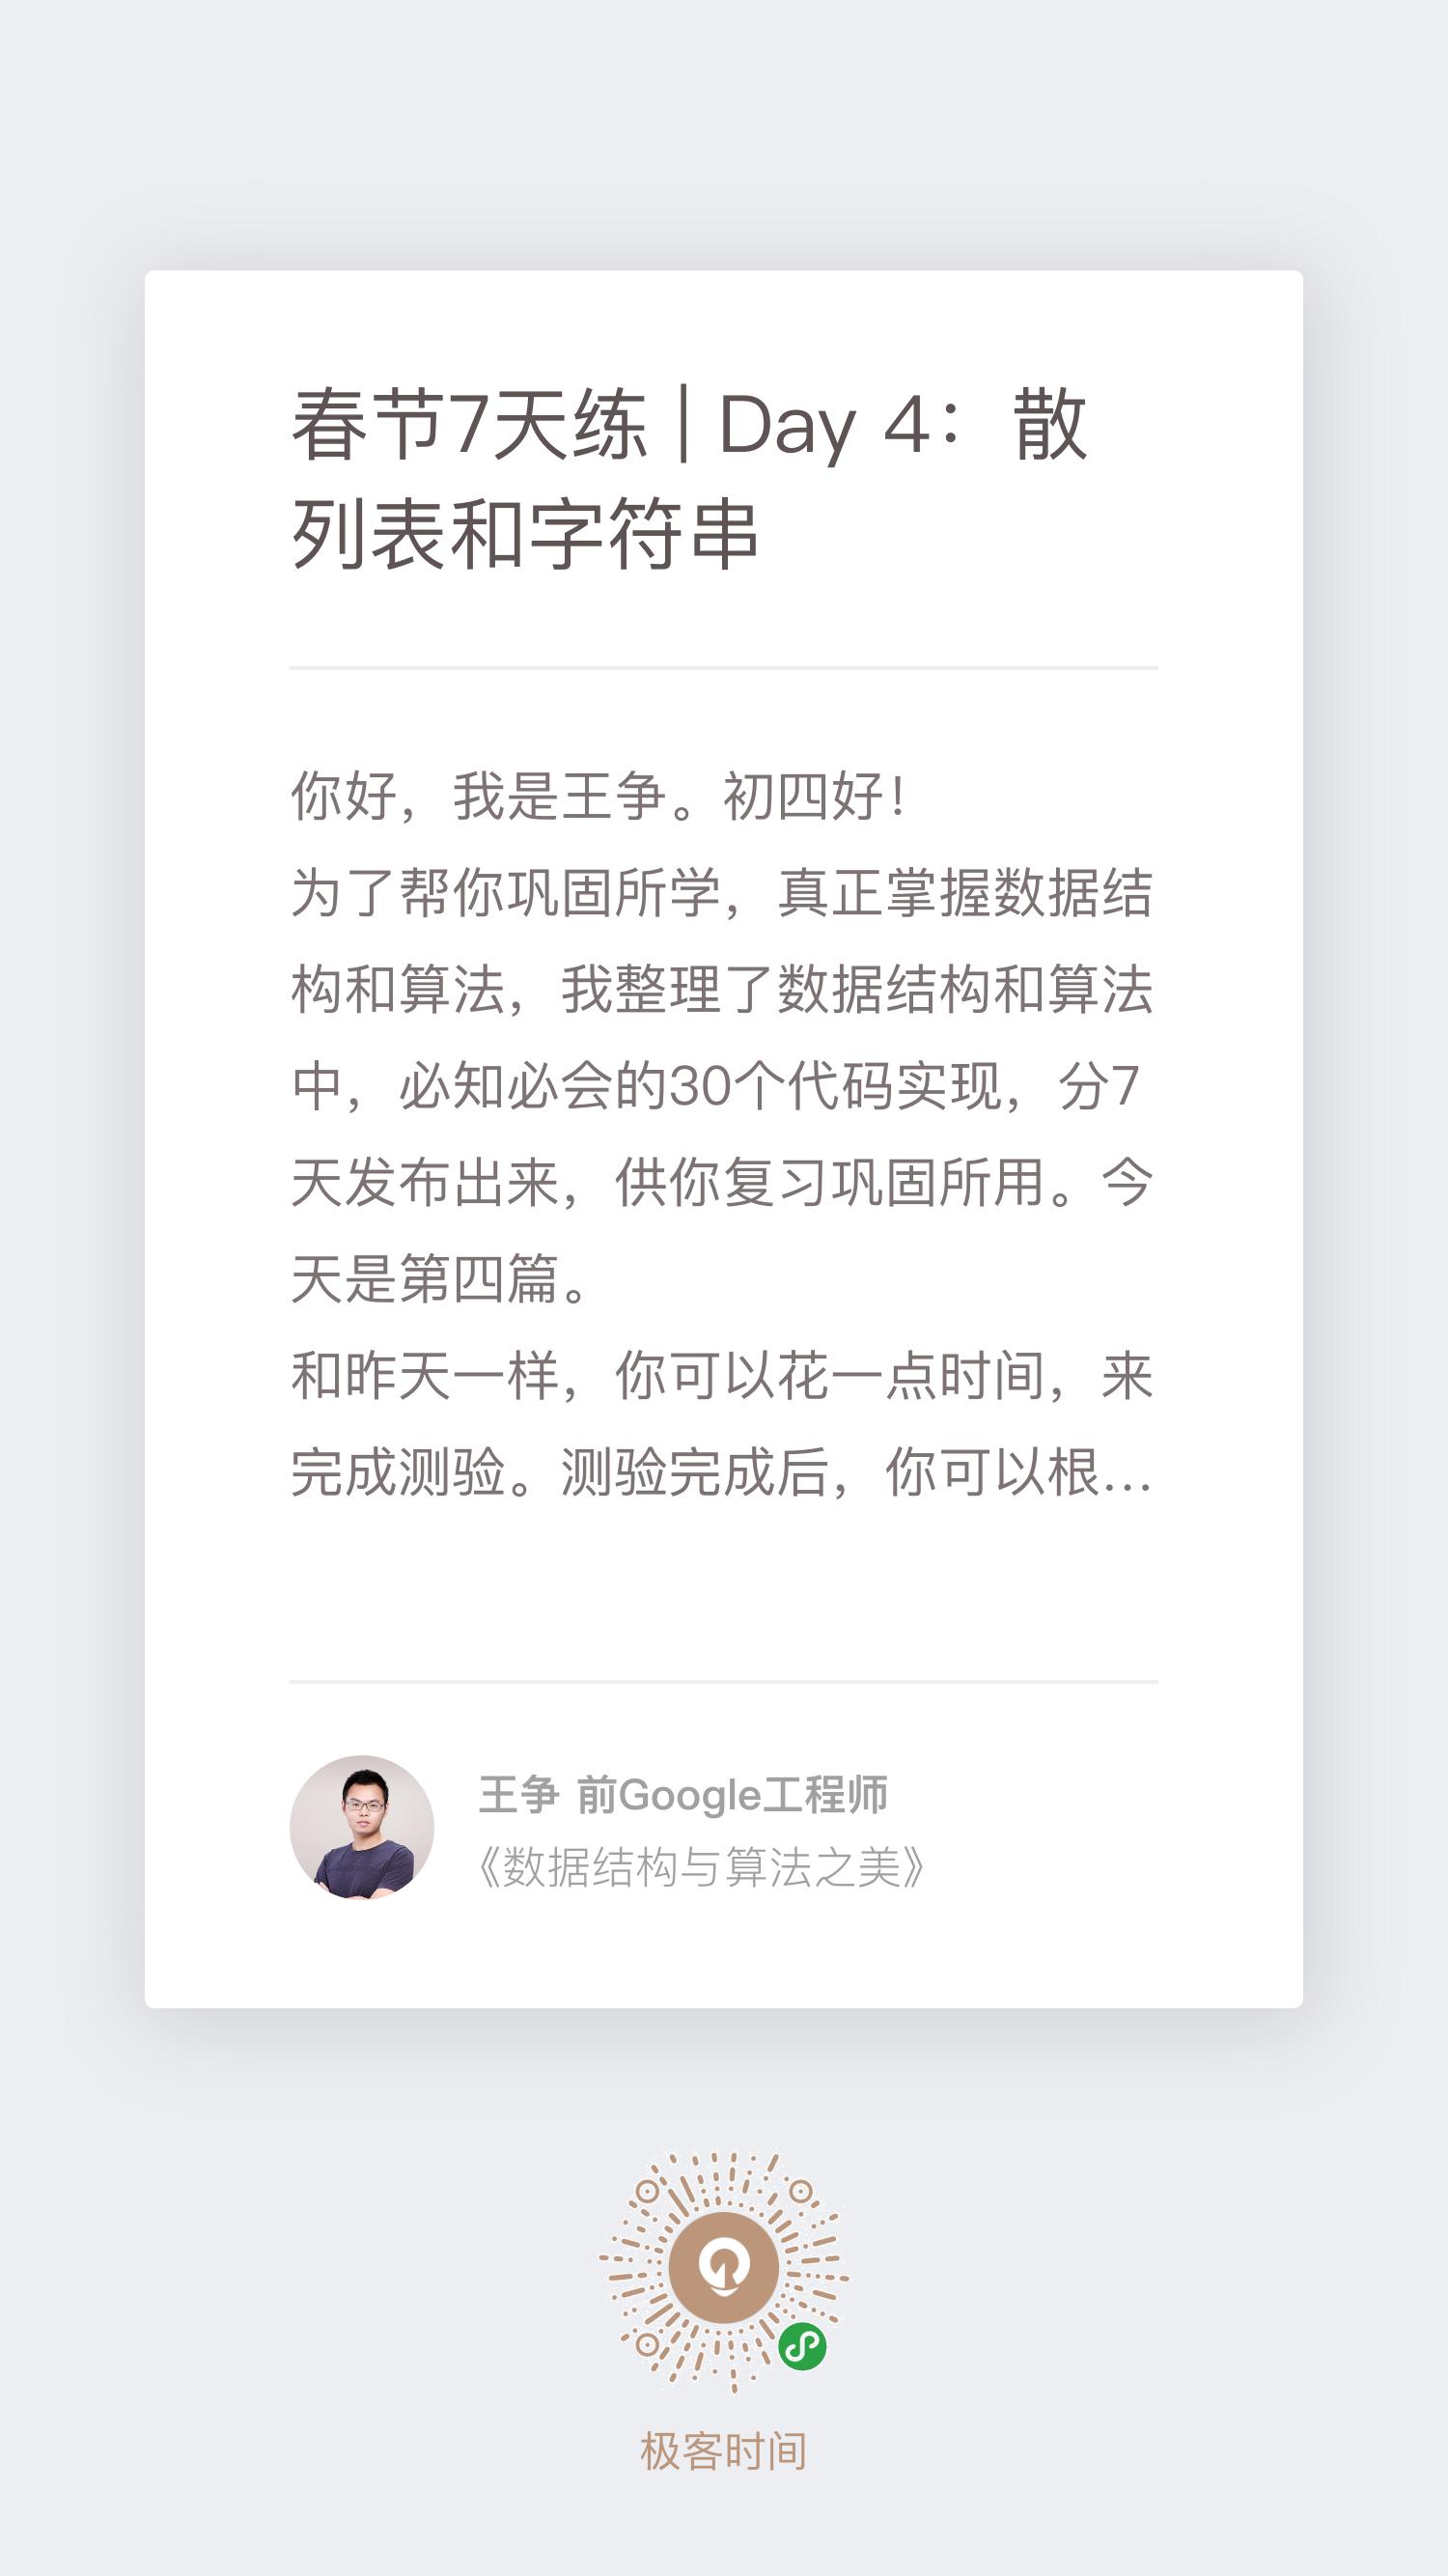 春节7天练 | Day 4：散
列表和字符串
你好，我是王争。初四好！
为了帮你巩固所学，真正掌握数据结
构和算法，我整理了数据结构和算法
中，必知必会的30个代码实现，分7
天发布出来，供你复习巩固所用。今
天是第四篇。
和昨天一样，你可以花一点时间，来
完成测验。测验完成后，你可以根...
王争 前Google工程师
《数据结构与算法之美》
极客时间